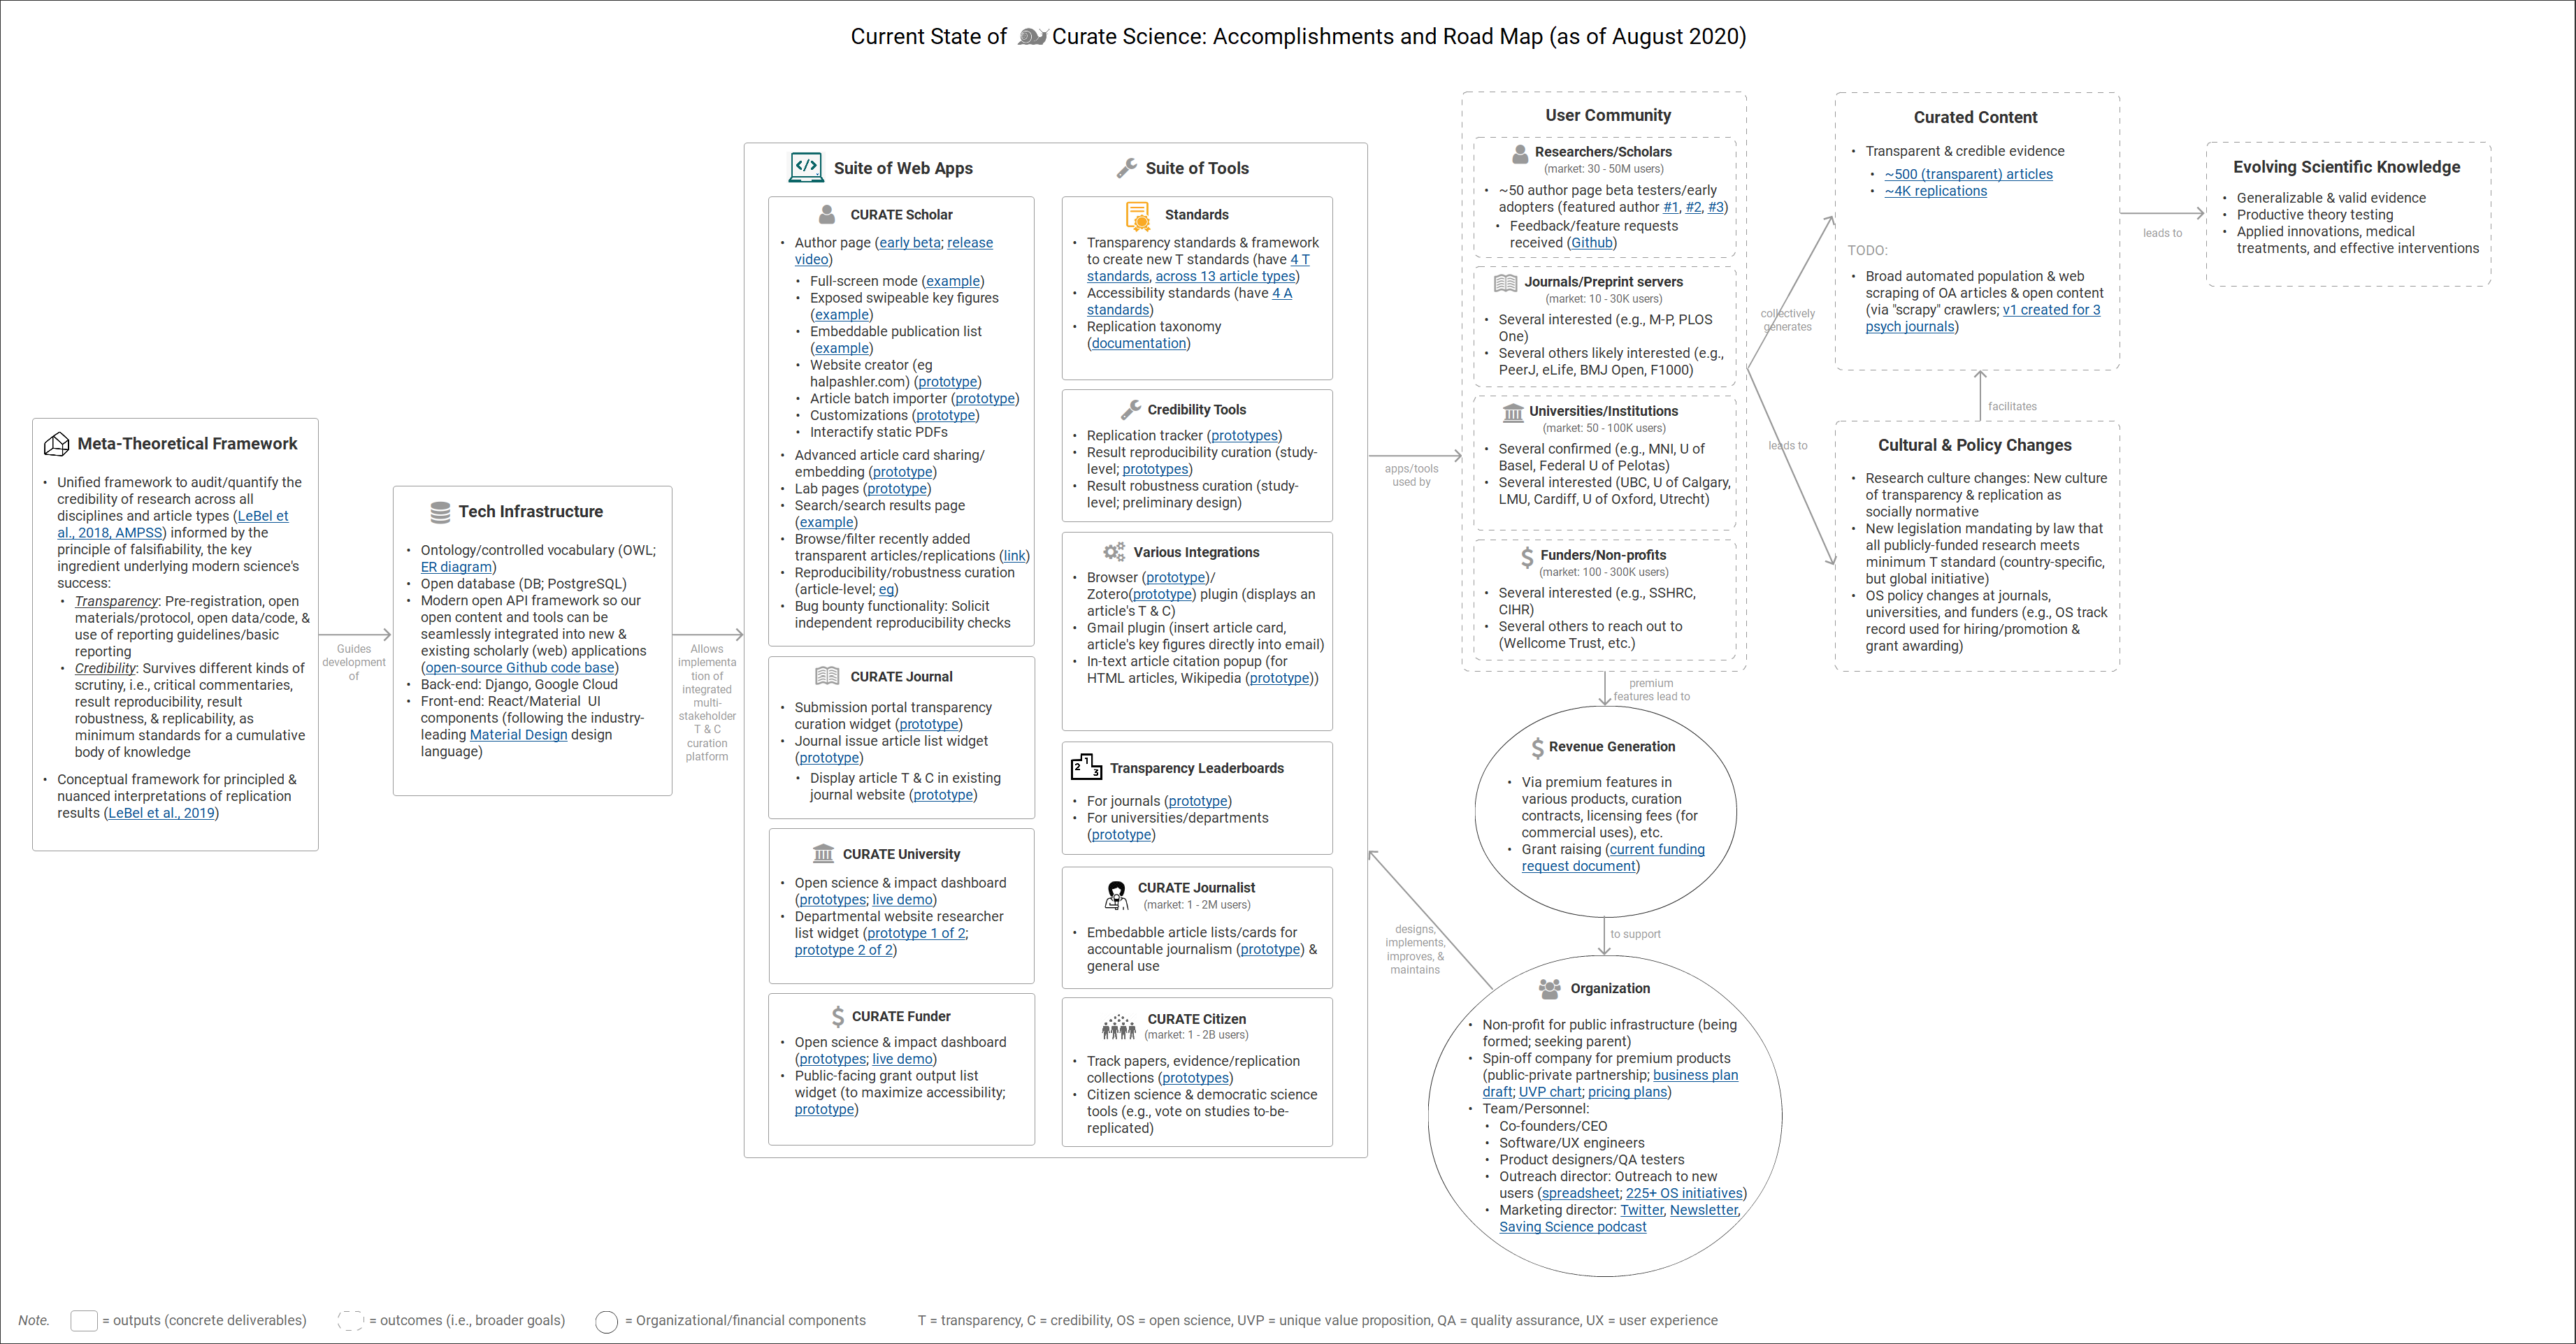 Current State of Curate Science: Accomplishments and Road Map (as of August 2020)
Meta-Theoretical Framework
• Unified framework to audit/quantify the
credibility of research across all
disciplines and article types (LeBel et
al., 2018, AMPSS) informed by the
principle of falsifiability, the key
ingredient underlying modern science's
success:
• Transparency: Pre-registration, open
materials/protocol, open data/code, &
use of reporting guidelines/basic
reporting
• Credibility: Survives different kinds of
scrutiny, i.e., critical commentaries,
result reproducibility, result
robustness, & replicability, as
minimum standards for a cumulative
body of knowledge
• Conceptual framework for principled &
nuanced interpretations of replication
results (LeBel et al., 2019)
Guides
development
of
Tech Infrastructure
• Ontology/controlled vocabulary (OWL;
ER diagram)
• Open database (DB; PostgreSQL)
• Modern open API framework so our
open content and tools can be
seamlessly integrated into new &
existing scholarly (web) applications
(open-source Github code base)
• Back-end: Django, Google Cloud
• Front-end: React/Material UI
components (following the industry-
leading Material Design design
language)
Allows
implementa
tion of
integrated
multi-
stakeholder
T & C
curation
platform
Suite of Web Apps
CURATE Scholar
• Author page (early beta; release
video)
• Full-screen mode (example)
• Exposed swipeable key figures
(example)
• Embeddable publication list
(example)
• Website creator (eg
halpashler.com) (prototype)
• Article batch importer (prototype)
• Customizations (prototype)
• Interactify static PDFs
• Advanced article card sharing/
embedding (prototype)
• Lab pages (prototype)
• Search/search results page
(example)
• Browse/filter recently added
transparent articles/replications (link)
• Reproducibility/robustness curation
(article-level; eg)
• Bug bounty functionality: Solicit
independent reproducibility checks
CURATE Journal
• Submission portal transparency
curation widget (prototype)
• Journal issue article list widget
(prototype)
• Display article T & C in existing
journal website (prototype)
CURATE University
• Open science & impact dashboard
(prototypes; live demo)
• Departmental website researcher
list widget (prototype 1 of 2;
prototype 2 of 2)
CURATE Funder
• Open science & impact dashboard
(prototypes; live demo)
• Public-facing grant output list
widget (to maximize accessibility;
prototype)
Suite of Tools
Standards
• Transparency standards & framework
to create new T standards (have 4 T
standards, across 13 article types)
• Accessibility standards (have 4 A
standards)
• Replication taxonomy
(documentation)
Credibility Tools
• Replication tracker (prototypes)
• Result reproducibility curation (study-
level; prototypes)
• Result robustness curation (study-
level; preliminary design)
Various Integrations
• Browser (prototype)/
Zotero(prototype) plugin (displays an
article's T & C)
• Gmail plugin (insert article card,
article's key figures directly into email)
• In-text article citation popup (for
HTML articles, Wikipedia (prototype))
Transparency Leaderboards
• For journals (prototype)
• For universities/departments
(prototype)
CURATE Journalist
(market: 1 - 2M users)
• Embedabble article lists/cards for
accountable journalism (prototype) &
general use
CURATE Citizen
(market: 1 - 2B users)
• Track papers, evidence/replication
collections (prototypes)
• Citizen science & democratic science
tools (e.g., vote on studies to-be-
replicated)
apps/tools
used by
User Community
Researchers/Scholars
(market: 30 - 50M users)
• ~50 author page beta testers/early
adopters (featured author #1, #2, #3)
• Feedback/feature requests
received (Github)
Journals/Preprint servers
(market: 10 - 30K users)
• Several interested (e.g., M-P, PLOS
One)
• Several others likely interested (e.g.,
PeerJ, eLife, BMJ Open, F1000)
Universities/Institutions
(market: 50 - 100K users)
• Several confirmed (e.g., MNI, U of
Basel, Federal U of Pelotas)
• Several interested (UBC, U of Calgary,
LMU, Cardiff, U of Oxford, Utrecht)
Funders/Non-profits
(market: 100 - 300K users)
• Several interested (e.g., SSHRC,
CIHR)
• Several others to reach out to
(Wellcome Trust, etc.)
premium
features lead to
Revenue Generation
• Via premium features in
various products, curation
contracts, licensing fees (for
commercial uses), etc.
• Grant raising (current funding
request document)
to support
Organization
• Non-profit for public infrastructure (being
formed; seeking parent)
• Spin-off company for premium products
(public-private partnership; business plan
draft; UVP chart; pricing plans)
• Team/Personnel:
• Co-founders/CEO
• Software/UX engineers
• Product designers/QA testers
• Outreach director: Outreach to new
users (spreadsheet; 225+ OS initiatives)
• Marketing director: Twitter, Newsletter,
Saving Science podcast
designs,
implements,
improves, &
maintains
collectively
generates
leads to
Curated Content
• Transparent & credible evidence
• ~500 (transparent) articles
• ~4K replications
TODO:
• Broad automated population & web
scraping of OA articles & open content
(via "scrapy" crawlers; v1 created for 3
psych journals)
facilitates
Cultural & Policy Changes
• Research culture changes: New culture
of transparency & replication as
socially normative
• New legislation mandating by law that
all publicly-funded research meets
minimum T standard (country-specific,
but global initiative)
• OS policy changes at journals,
universities, and funders (e.g., OS track
record used for hiring/promotion &
grant awarding)
leads to
Evolving Scientific Knowledge
• Generalizable & valid evidence
• Productive theory testing
• Applied innovations, medical
treatments, and effective interventions
Note. = outputs (concrete deliverables) = outcomes (i.e., broader goals) = Organizational/financial components T = transparency, C = credibility, OS = open science, UVP = unique value proposition, QA = quality assurance, UX = user experience